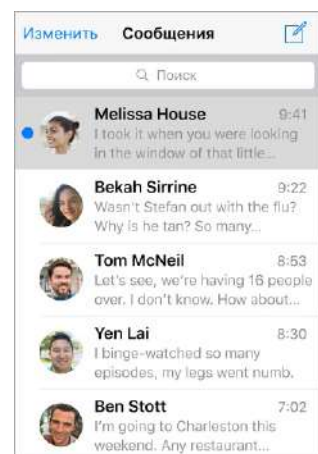 Изменить Сообщения
Поиск
Melissa House 9:41
I took it when you were looking
in the window of that little...
Bekah Sirrine 9:22
Wasn't Stefan out with the flu?
Why is he tan? So many...
Tom McNeil 8:53
Let's see, we're having 16 people
over. I don't know. How about...
Yen Lai 8:30
I binge-watched so many
episodes, my legs went numb.
Ben Stott 7:02
I'm going to Charleston this
weekend. Any restaurant...